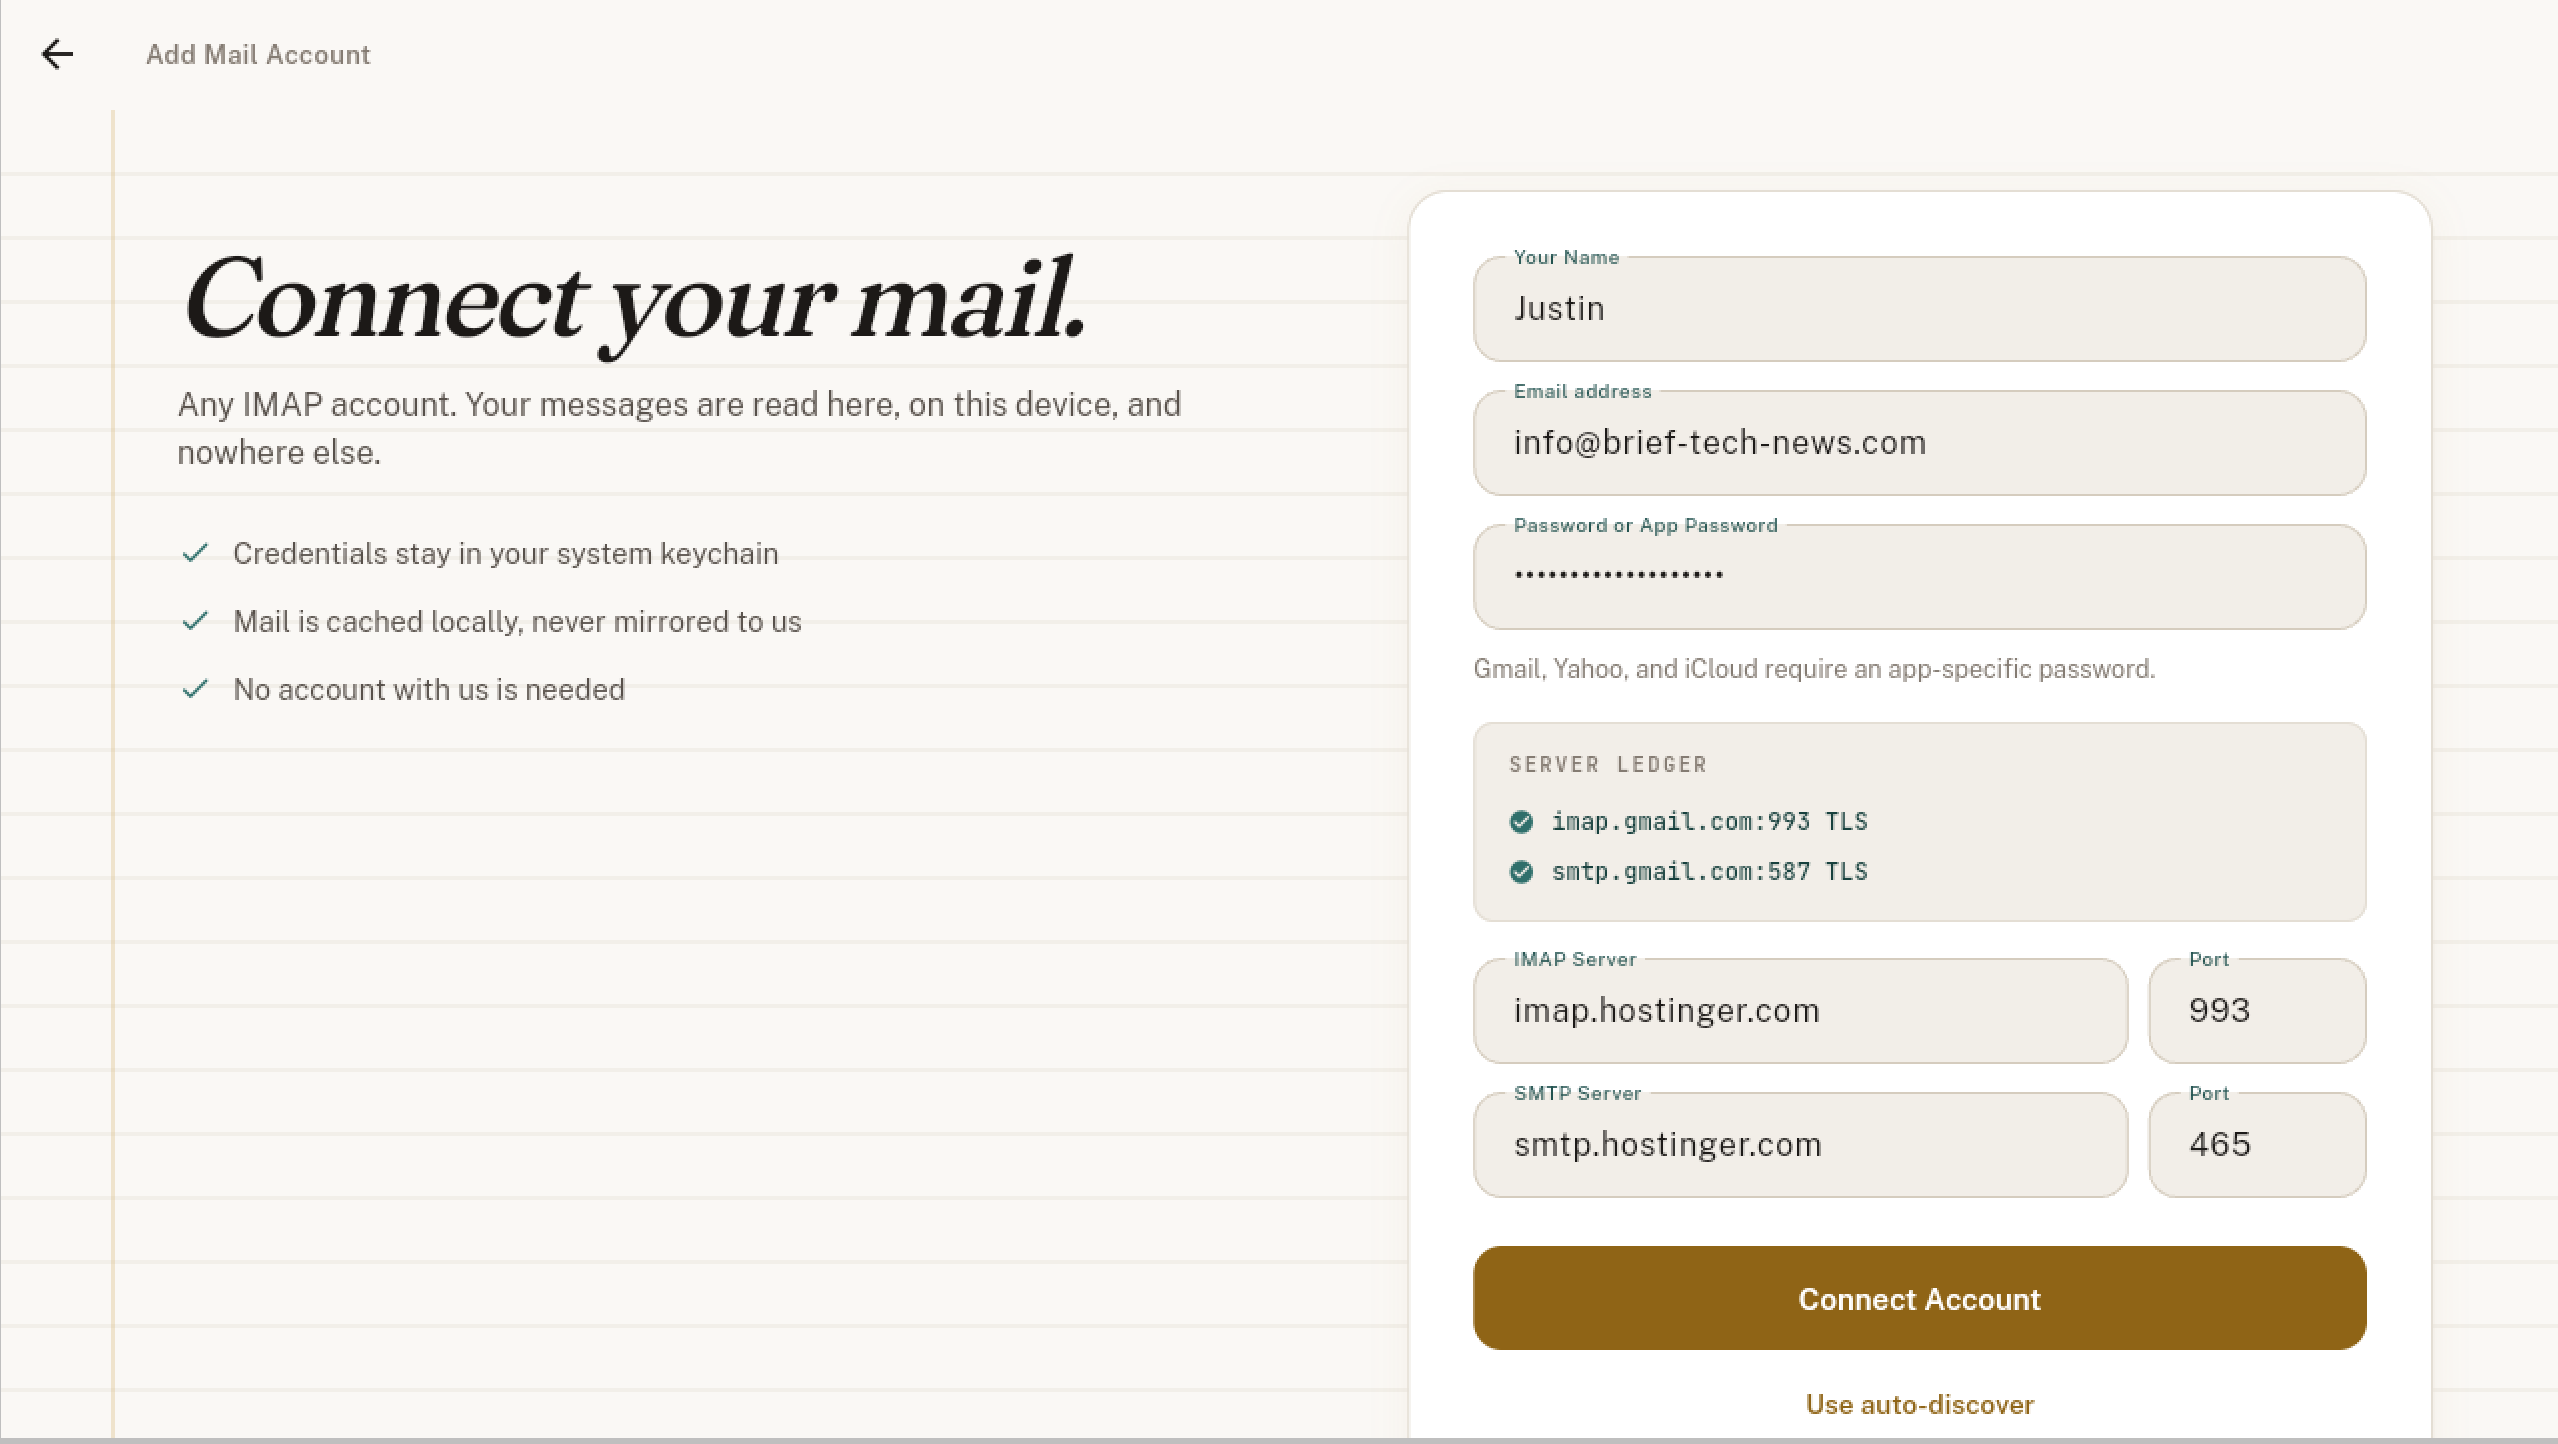 Add Mail Account
Connect your mail.
Any IMAP account. Your messages are read here, on this device, and
nowhere else.
Credentials stay in your system keychain
Mail is cached locally, never mirrored to us
No account with us is needed
Your Name
Justin
Email address
info@brief-tech-news.com
Password or App Password
•••••••••••••••••••
Gmail, Yahoo, and iCloud require an app-specific password.
SERVER LEDGER
imap.gmail.com:993 TLS
smtp.gmail.com:587 TLS
IMAP Server
imap.hostinger.com
Port
993
SMTP Server
smtp.hostinger.com
Port
465
Connect Account
Use auto-discover